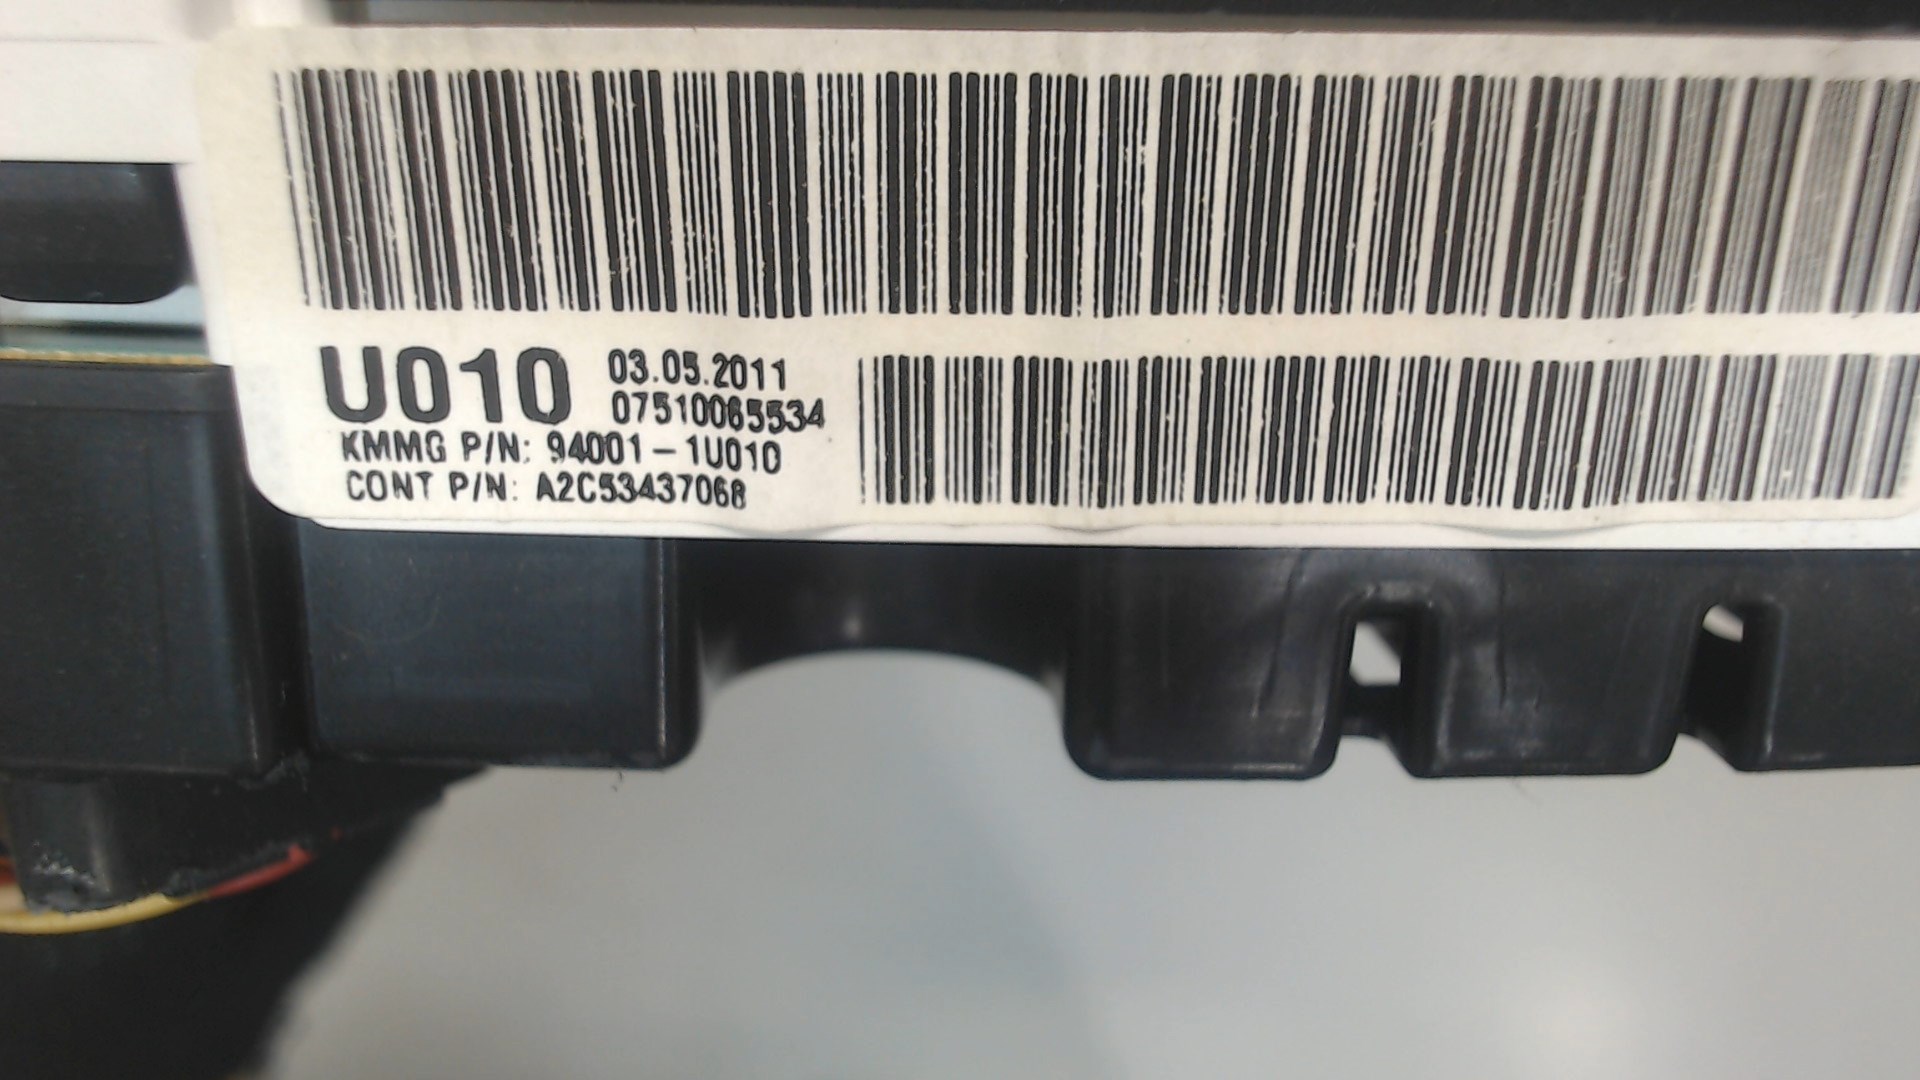 U010 03.05.2011
07510065534
KMMG P/N: 94001-1U010
CONT P/N: A2C53437068